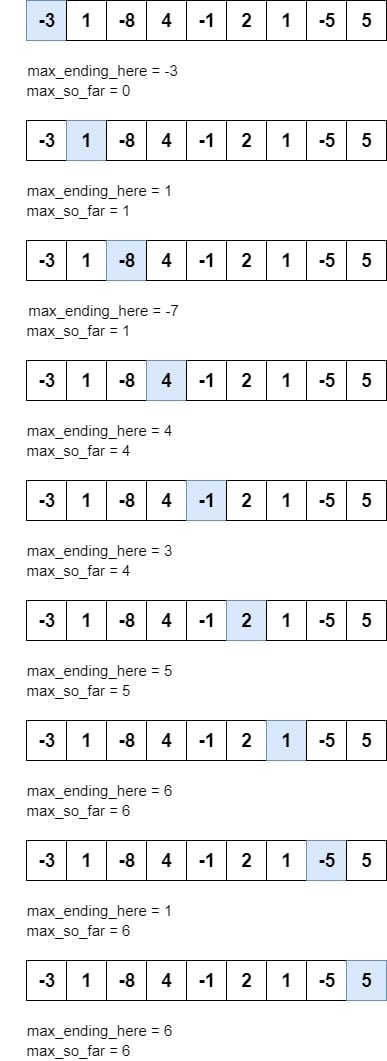 -3 1 -8 4 -1 2 1 -5 5
max_ending_here = -3
max_so_far = 0
-3 1 -8 4 -1 2 1 -5 5
max_ending_here = 1
max_so_far = 1
-3 1 -8 4 -1 2 1 -5 5
max_ending_here = -7
max_so_far = 1
-3 1 -8 4 -1 2 1 -5 5
max_ending_here = 4
max_so_far = 4
-3 1 -8 4 -1 2 1 -5 5
max_ending_here = 3
max_so_far = 4
-3 1 -8 4 -1 2 1 -5 5
max_ending_here = 5
max_so_far = 5
-3 1 -8 4 -1 2 1 -5 5
max_ending_here = 6
max_so_far = 6
-3 1 -8 4 -1 2 1 -5 5
max_ending_here = 1
max_so_far = 6
-3 1 -8 4 -1 2 1 -5 5
max_ending_here = 6
max_so_far = 6